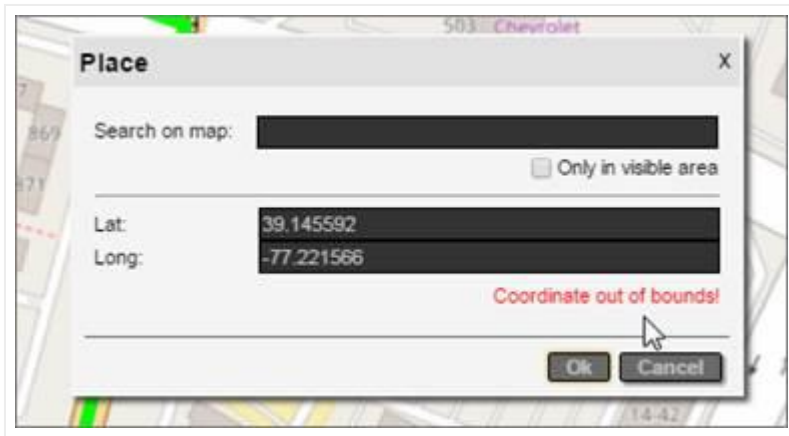 503 Chevrolet
Place
X
7
869
871
Search on map:
Only in visible area
Lat: 39.145592
Long: -77.221566
Coordinate out of bounds!
Ok Cancel
14-42